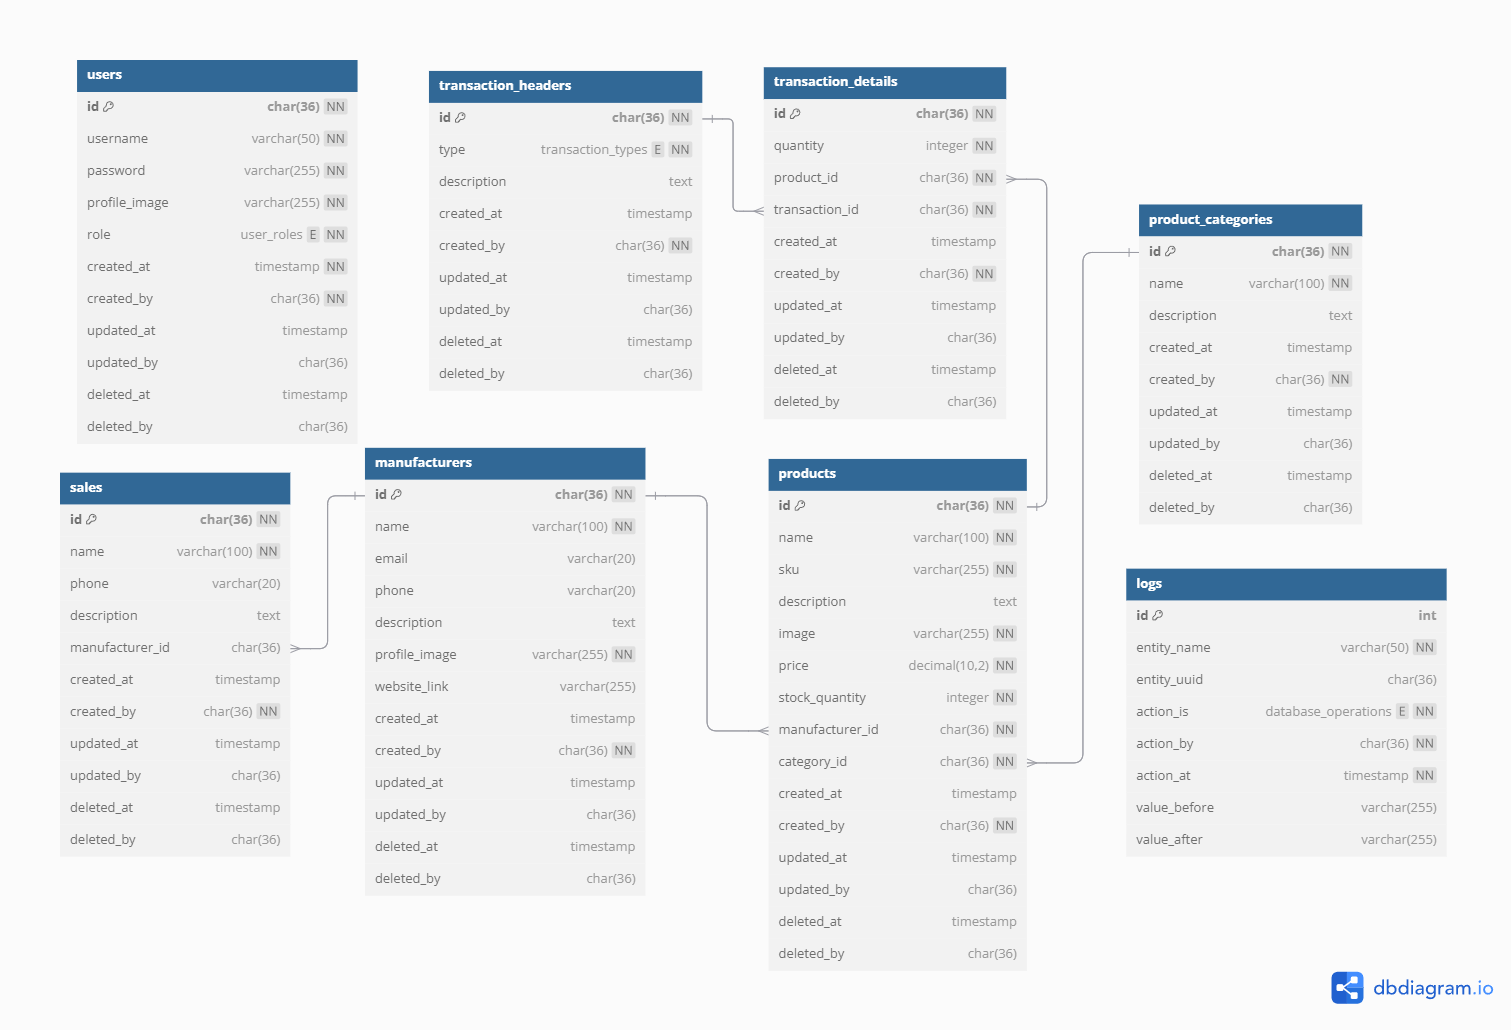 users
id char(36) NN
username varchar(50) NN
password varchar(255) NN
profile_image varchar(255) NN
role user_roles E NN
created_at timestamp NN
created_by char(36) NN
updated_at timestamp
updated_by char(36)
deleted_at timestamp
deleted_by char(36)
transaction_headers
id char(36) NN
type transaction_types E NN
description text
created_at timestamp
created_by char(36) NN
updated_at timestamp
updated_by char(36)
deleted_at timestamp
deleted_by char(36)
transaction_details
id char(36) NN
quantity integer NN
product_id char(36) NN
transaction_id char(36) NN
created_at timestamp
created_by char(36) NN
updated_at timestamp
updated_by char(36)
deleted_at timestamp
deleted_by char(36)
product_categories
id char(36) NN
name varchar(100) NN
description text
created_at timestamp
created_by char(36) NN
updated_at timestamp
updated_by char(36)
deleted_at timestamp
deleted_by char(36)
sales
id char(36) NN
name varchar(100) NN
phone varchar(20)
description text
manufacturer_id char(36)
created_at timestamp
created_by char(36) NN
updated_at timestamp
updated_by char(36)
deleted_at timestamp
deleted_by char(36)
manufacturers
id char(36) NN
name varchar(100) NN
email varchar(20)
phone varchar(20)
description text
profile_image varchar(255) NN
website_link varchar(255)
created_at timestamp
created_by char(36) NN
updated_at timestamp
updated_by char(36)
deleted_at timestamp
deleted_by char(36)
products
id char(36) NN
name varchar(100) NN
sku varchar(255) NN
description text
image varchar(255) NN
price decimal(10,2) NN
stock_quantity integer NN
manufacturer_id char(36) NN
category_id char(36) NN
created_at timestamp
created_by char(36) NN
updated_at timestamp
updated_by char(36)
deleted_at timestamp
deleted_by char(36)
logs
id int
entity_name varchar(50) NN
entity_uuid char(36)
action_is database_operations E NN
action_by char(36) NN
action_at timestamp NN
value_before varchar(255)
value_after varchar(255)
dbdiagram.io